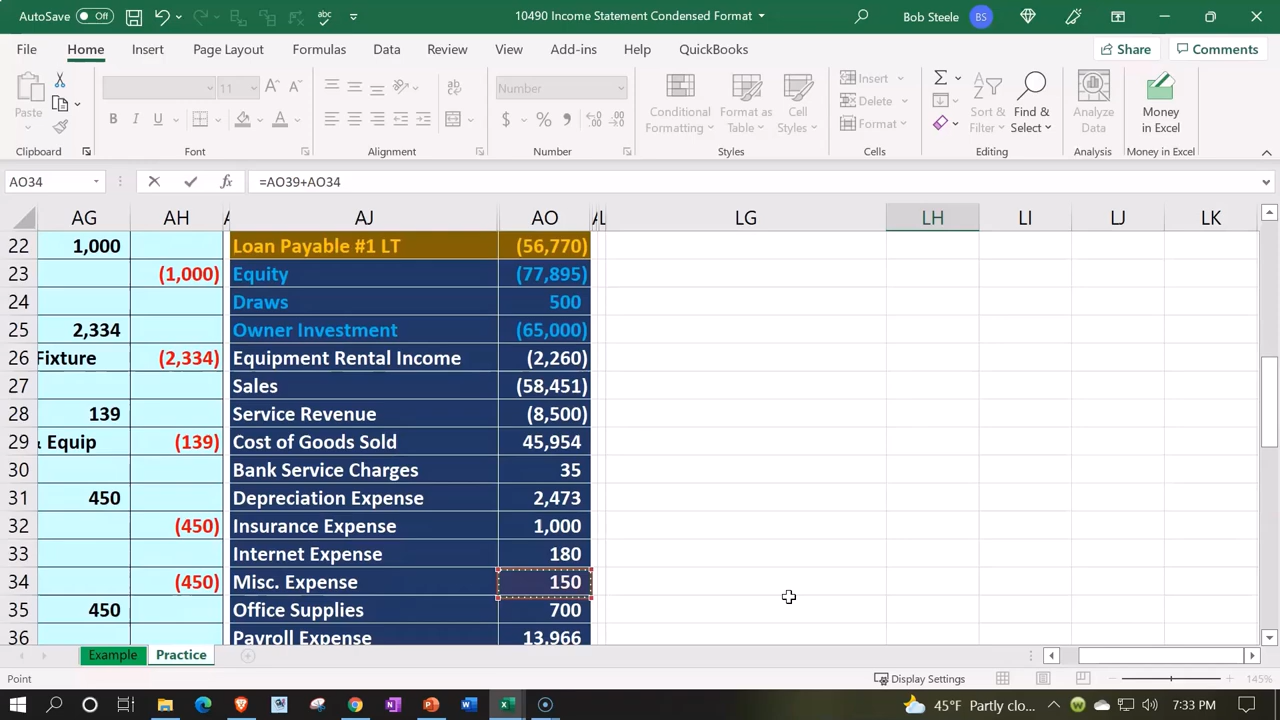 AutoSave Off 10490 Income Statement Condensed Format Bob Steele BS
File Home Insert Page Layout Formulas Data Review View Add-ins Help QuickBooks Share Comments
Paste 11 Number Conditional Formatting Format as Table Cell Styles Insert Delete Format Sort & Filter Find & Select Analyze Data Money in Excel
Clipboard Font Alignment Number Styles Cells Editing Analysis Money in Excel
AO34 =AO39+AO34
AG AH A AJ AO A L LG LH LI LJ LK
22 1,000 Loan Payable #1 LT (56,770)
23 (1,000) Equity (77,895)
24 Draws 500
25 2,334 Owner Investment (65,000)
26 Fixture (2,334) Equipment Rental Income (2,260)
27 Sales (58,451)
28 139 Service Revenue (8,500)
29 & Equip (139) Cost of Goods Sold 45,954
30 Bank Service Charges 35
31 450 Depreciation Expense 2,473
32 (450) Insurance Expense 1,000
33 Internet Expense 180
34 (450) Misc. Expense 150
35 450 Office Supplies 700
36 Payroll Expense 13,966
Example Practice
Point Display Settings 145%
45°F Partly clo... 7:33 PM